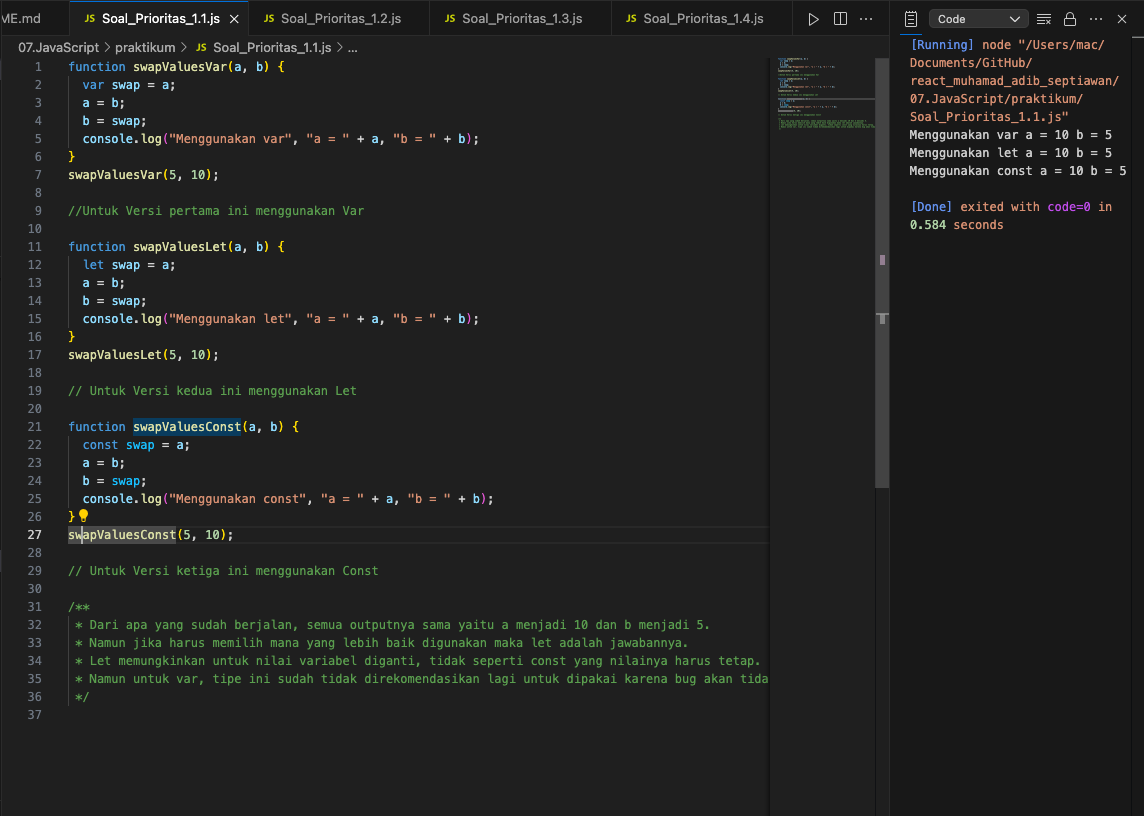 ME.md JS Soal_Prioritas_1.1.js JS Soal_Prioritas_1.2.js JS Soal_Prioritas_1.3.js JS Soal_Prioritas_1.4.js
07.JavaScript > praktikum > JS Soal_Prioritas_1.1.js > ...
1 function swapValuesVar(a, b) {
2 var swap = a;
3 a = b;
4 b = swap;
5 console.log("Menggunakan var", "a = " + a, "b = " + b);
6 }
7 swapValuesVar(5, 10);
8
9 //Untuk Versi pertama ini menggunakan Var
10
11 function swapValuesLet(a, b) {
12 let swap = a;
13 a = b;
14 b = swap;
15 console.log("Menggunakan let", "a = " + a, "b = " + b);
16 }
17 swapValuesLet(5, 10);
18
19 // Untuk Versi kedua ini menggunakan Let
20
21 function swapValuesConst(a, b) {
22 const swap = a;
23 a = b;
24 b = swap;
25 console.log("Menggunakan const", "a = " + a, "b = " + b);
26 }
27 swapValuesConst(5, 10);
28
29 // Untuk Versi ketiga ini menggunakan Const
30
31 /**
32 * Dari apa yang sudah berjalan, semua outputnya sama yaitu a menjadi 10 dan b menjadi 5.
33 * Namun jika harus memilih mana yang lebih baik digunakan maka let adalah jawabannya.
34 * Let memungkinkan untuk nilai variabel diganti, tidak seperti const yang nilainya harus tetap.
35 * Namun untuk var, tipe ini sudah tidak direkomendasikan lagi untuk dipakai karena bug akan tida
36 */
37
Code
[Running] node "/Users/mac/
Documents/GitHub/
react_muhamad_adib_septiawan/
07.JavaScript/praktikum/
Soal_Prioritas_1.1.js"
Menggunakan var a = 10 b = 5
Menggunakan let a = 10 b = 5
Menggunakan const a = 10 b = 5
[Done] exited with code=0 in
0.584 seconds